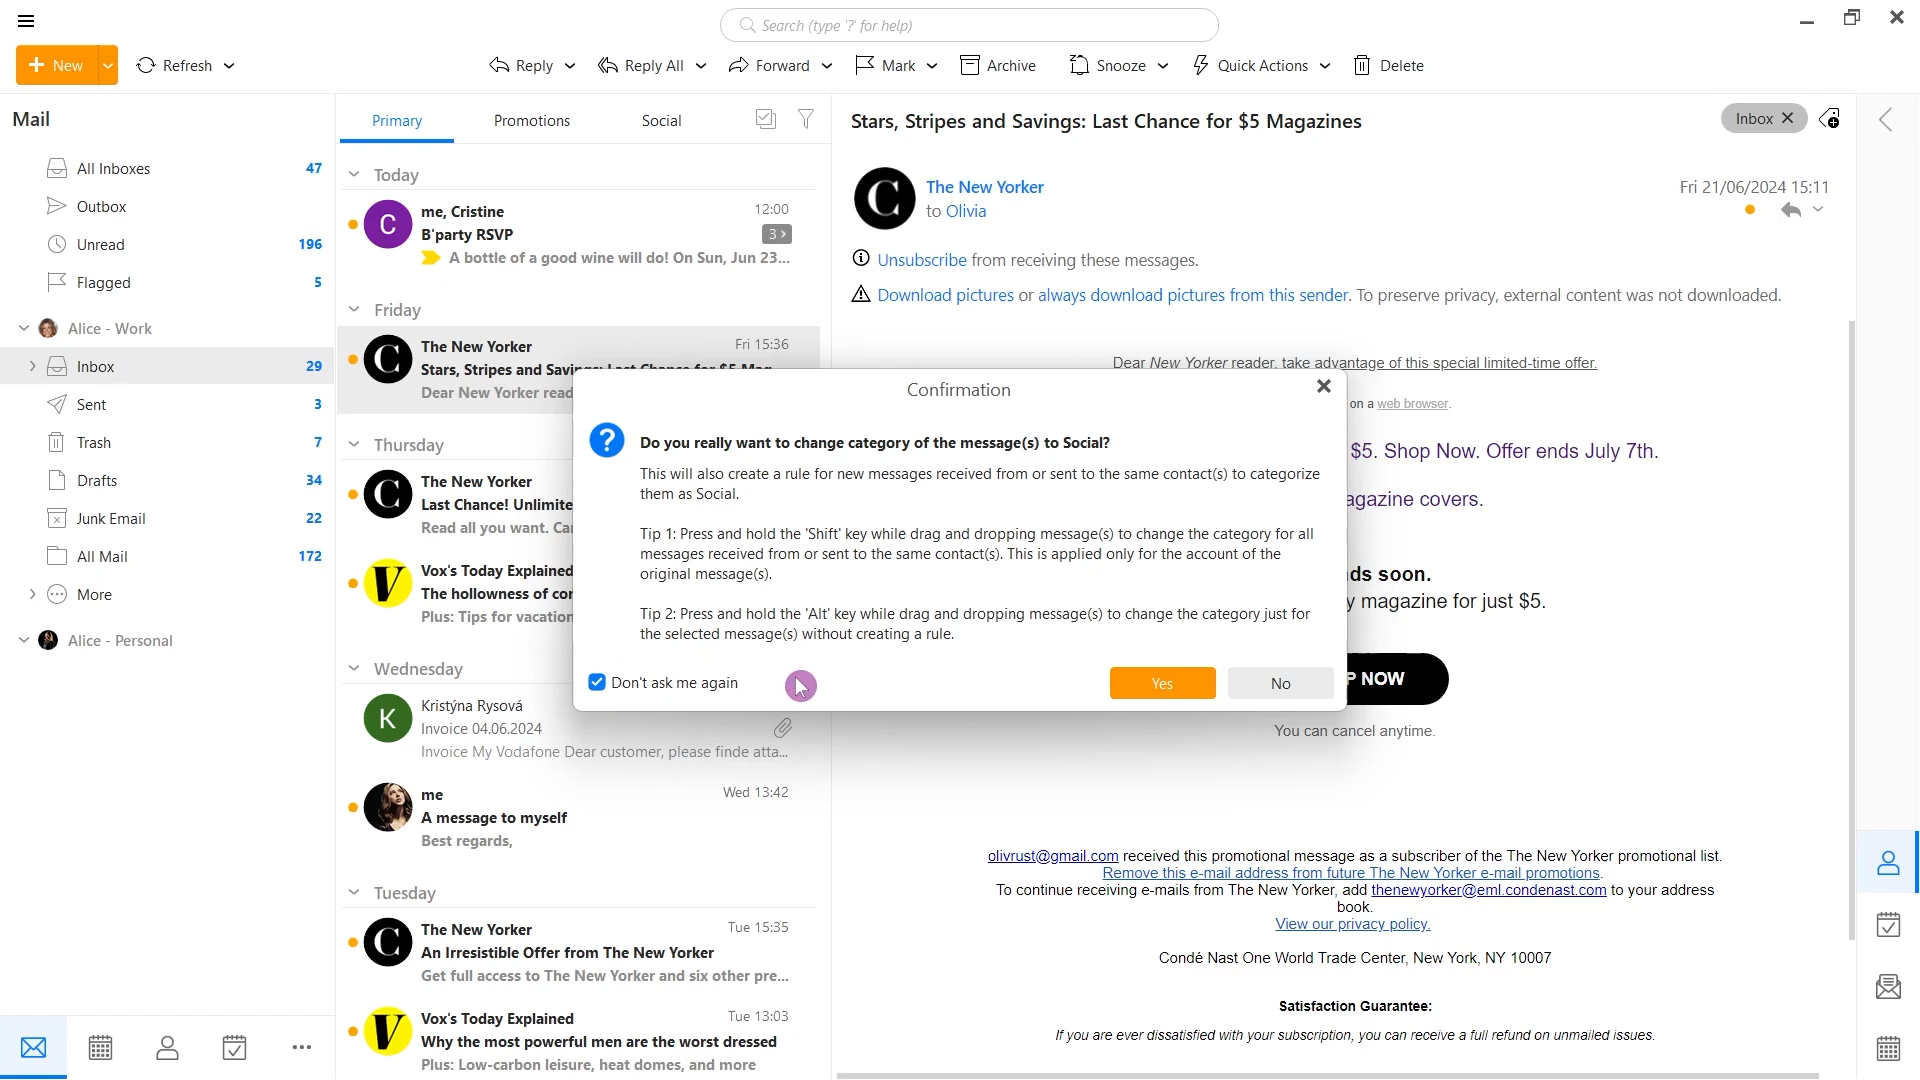 Search (type '?' for help)
New
Refresh
Reply
Reply All
Forward
Mark
Archive
Snooze
Quick Actions
Delete
Mail
All Inboxes 47
Outbox
Unread 196
Flagged 5
Alice - Work
Inbox 29
Sent 3
Trash 7
Drafts 34
Junk Email 22
All Mail 172
More
Alice - Personal
Primary
Promotions
Social
Today
C
me, Cristine 12:00
B'party RSVP 3
A bottle of a good wine will do! On Sun, Jun 23...
Friday
C
The New Yorker Fri 15:36
Stars, Stripes and
Dear New Yorker read
Thursday
C
The New Yorker
Last Chance! Unlimite
Read all you want. Ca
V
Vox's Today Explained
The hollowness of cor
Plus: Tips for vacation
Wednesday
K
Kristýna Rysová
Invoice 04.06.2024
Invoice My Vodafone Dear customer, please finde atta...
me Wed 13:42
A message to myself
Best regards,
Tuesday
C
The New Yorker Tue 15:35
An Irresistible Offer from The New Yorker
Get full access to The New Yorker and six other pre...
V
Vox's Today Explained Tue 13:03
Why the most powerful men are the worst dressed
Plus: Low-carbon leisure, heat domes, and more
Stars, Stripes and Savings: Last Chance for $5 Magazines
Inbox
C
The New Yorker
to Olivia
Fri 21/06/2024 15:11
Unsubscribe from receiving these messages.
Download pictures or always download pictures from this sender. To preserve privacy, external content was not downloaded.
Dear New Yorker reader, take advantage of this special limited-time offer.
on a web browser.
$5. Shop Now. Offer ends July 7th.
agazine covers.
ds soon.
y magazine for just $5.
P NOW
You can cancel anytime.
Confirmation
Do you really want to change category of the message(s) to Social?
This will also create a rule for new messages received from or sent to the same contact(s) to categorize
them as Social.
Tip 1: Press and hold the 'Shift' key while drag and dropping message(s) to change the category for all
messages received from or sent to the same contact(s). This is applied only for the account of the
original message(s).
Tip 2: Press and hold the 'Alt' key while drag and dropping message(s) to change the category just for
the selected message(s) without creating a rule.
Don't ask me again
Yes
No
olivrust@gmail.com received this promotional message as a subscriber of the The New Yorker promotional list.
Remove this e-mail address from future The New Yorker e-mail promotions.
To continue receiving e-mails from The New Yorker, add thenewyorker@eml.condenast.com to your address
book.
View our privacy policy.
Condé Nast One World Trade Center, New York, NY 10007
Satisfaction Guarantee:
If you are ever dissatisfied with your subscription, you can receive a full refund on unmailed issues.